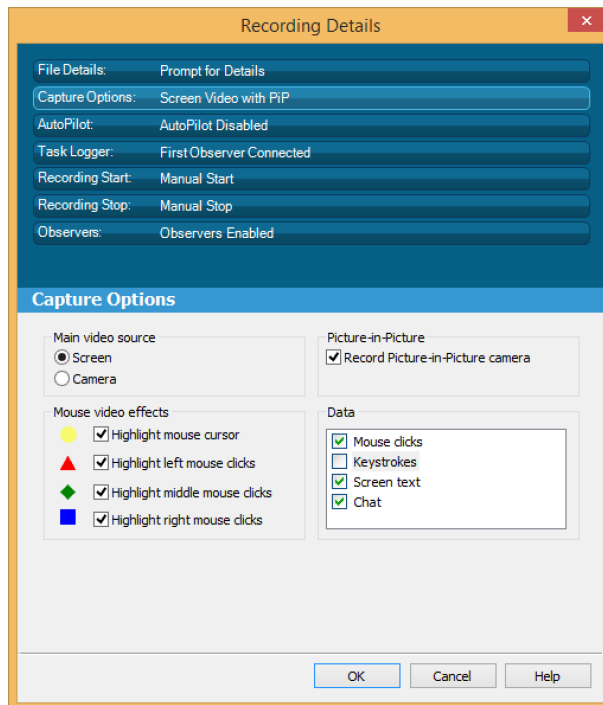 Recording Details
File Details: Prompt for Details
Capture Options: Screen Video with PiP
AutoPilot: AutoPilot Disabled
Task Logger: First Observer Connected
Recording Start: Manual Start
Recording Stop: Manual Stop
Observers: Observers Enabled
Capture Options
Main video source
Screen
Camera
Picture-in-Picture
Record Picture-in-Picture camera
Mouse video effects
Highlight mouse cursor
Highlight left mouse clicks
Highlight middle mouse clicks
Highlight right mouse clicks
Data
Mouse clicks
Keystrokes
Screen text
Chat
OK Cancel Help